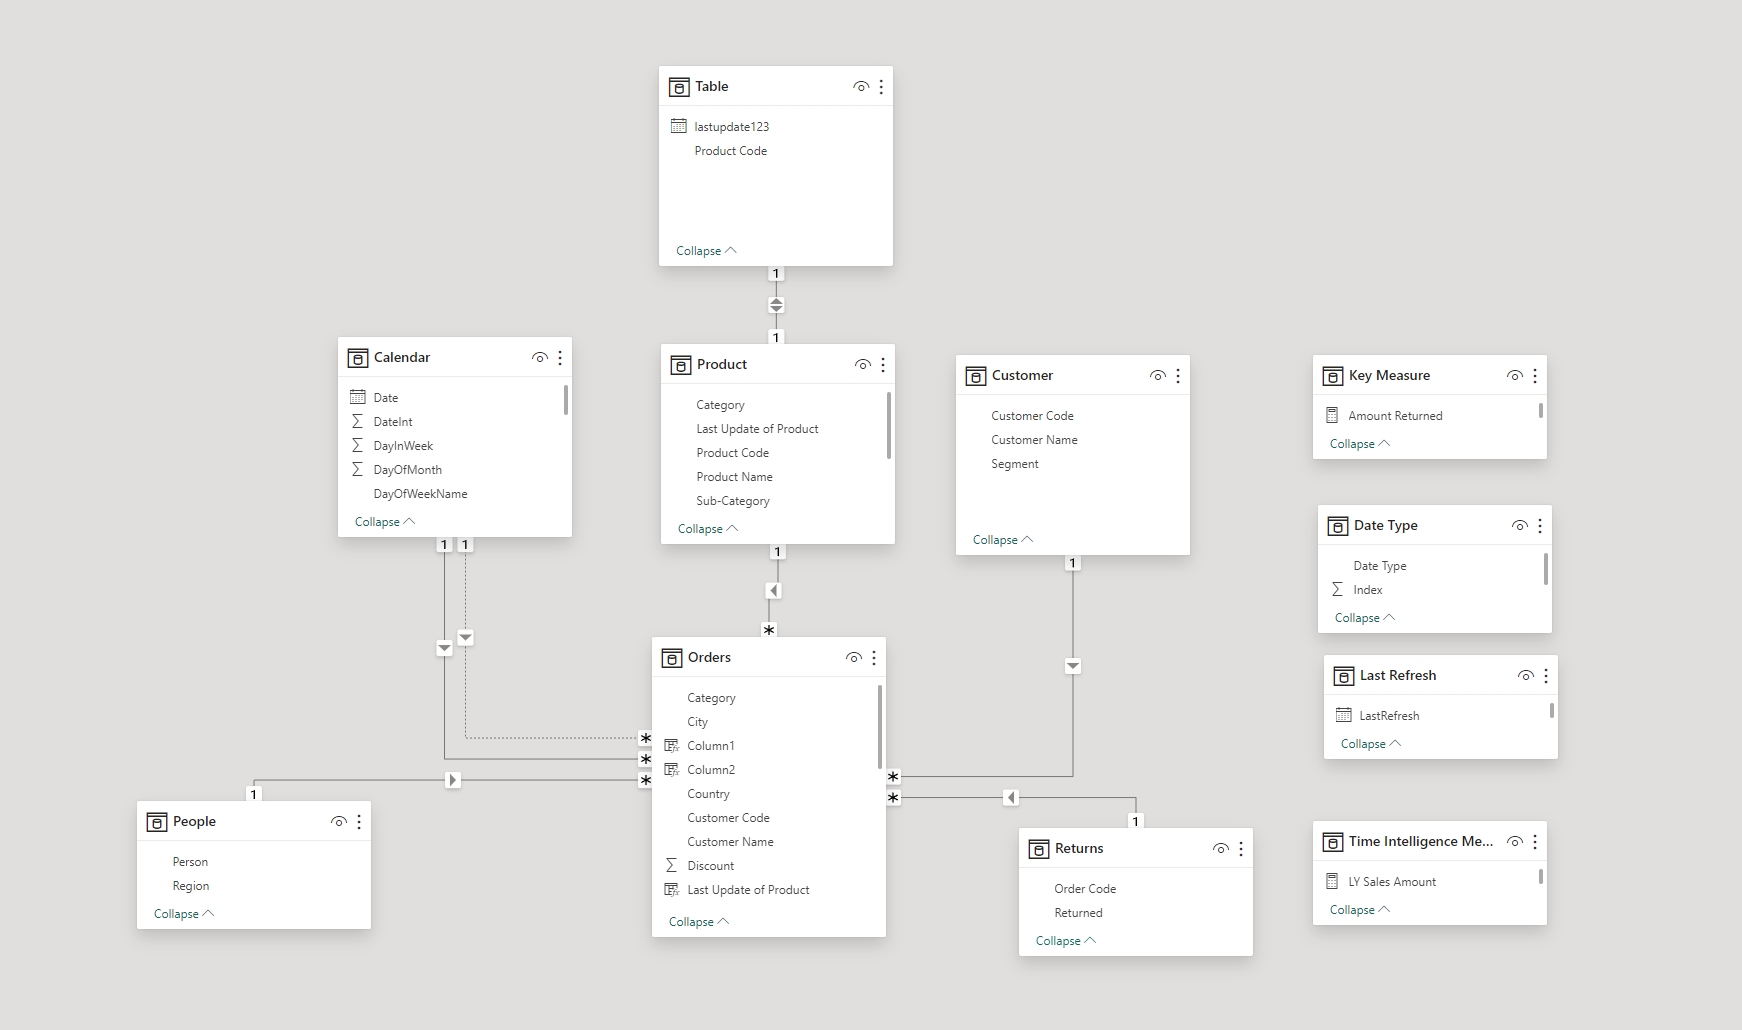 Table
lastupdate123
Product Code
Collapse
1
1
Calendar
Date
DateInt
DayInWeek
DayOfMonth
DayOfWeekName
Collapse
1 1
Product
Category
Last Update of Product
Product Code
Product Name
Sub-Category
Collapse
1
*
Customer
Customer Code
Customer Name
Segment
Collapse
1
Key Measure
Amount Returned
Collapse
Date Type
Date Type
Index
Collapse
Last Refresh
LastRefresh
Collapse
Orders
Category
City
Column1
Column2
Country
Customer Code
Customer Name
Discount
Last Update of Product
Collapse
*
*
*
*
*
1
People
Person
Region
Collapse
1
Returns
Order Code
Returned
Collapse
Time Intelligence Me...
LY Sales Amount
Collapse